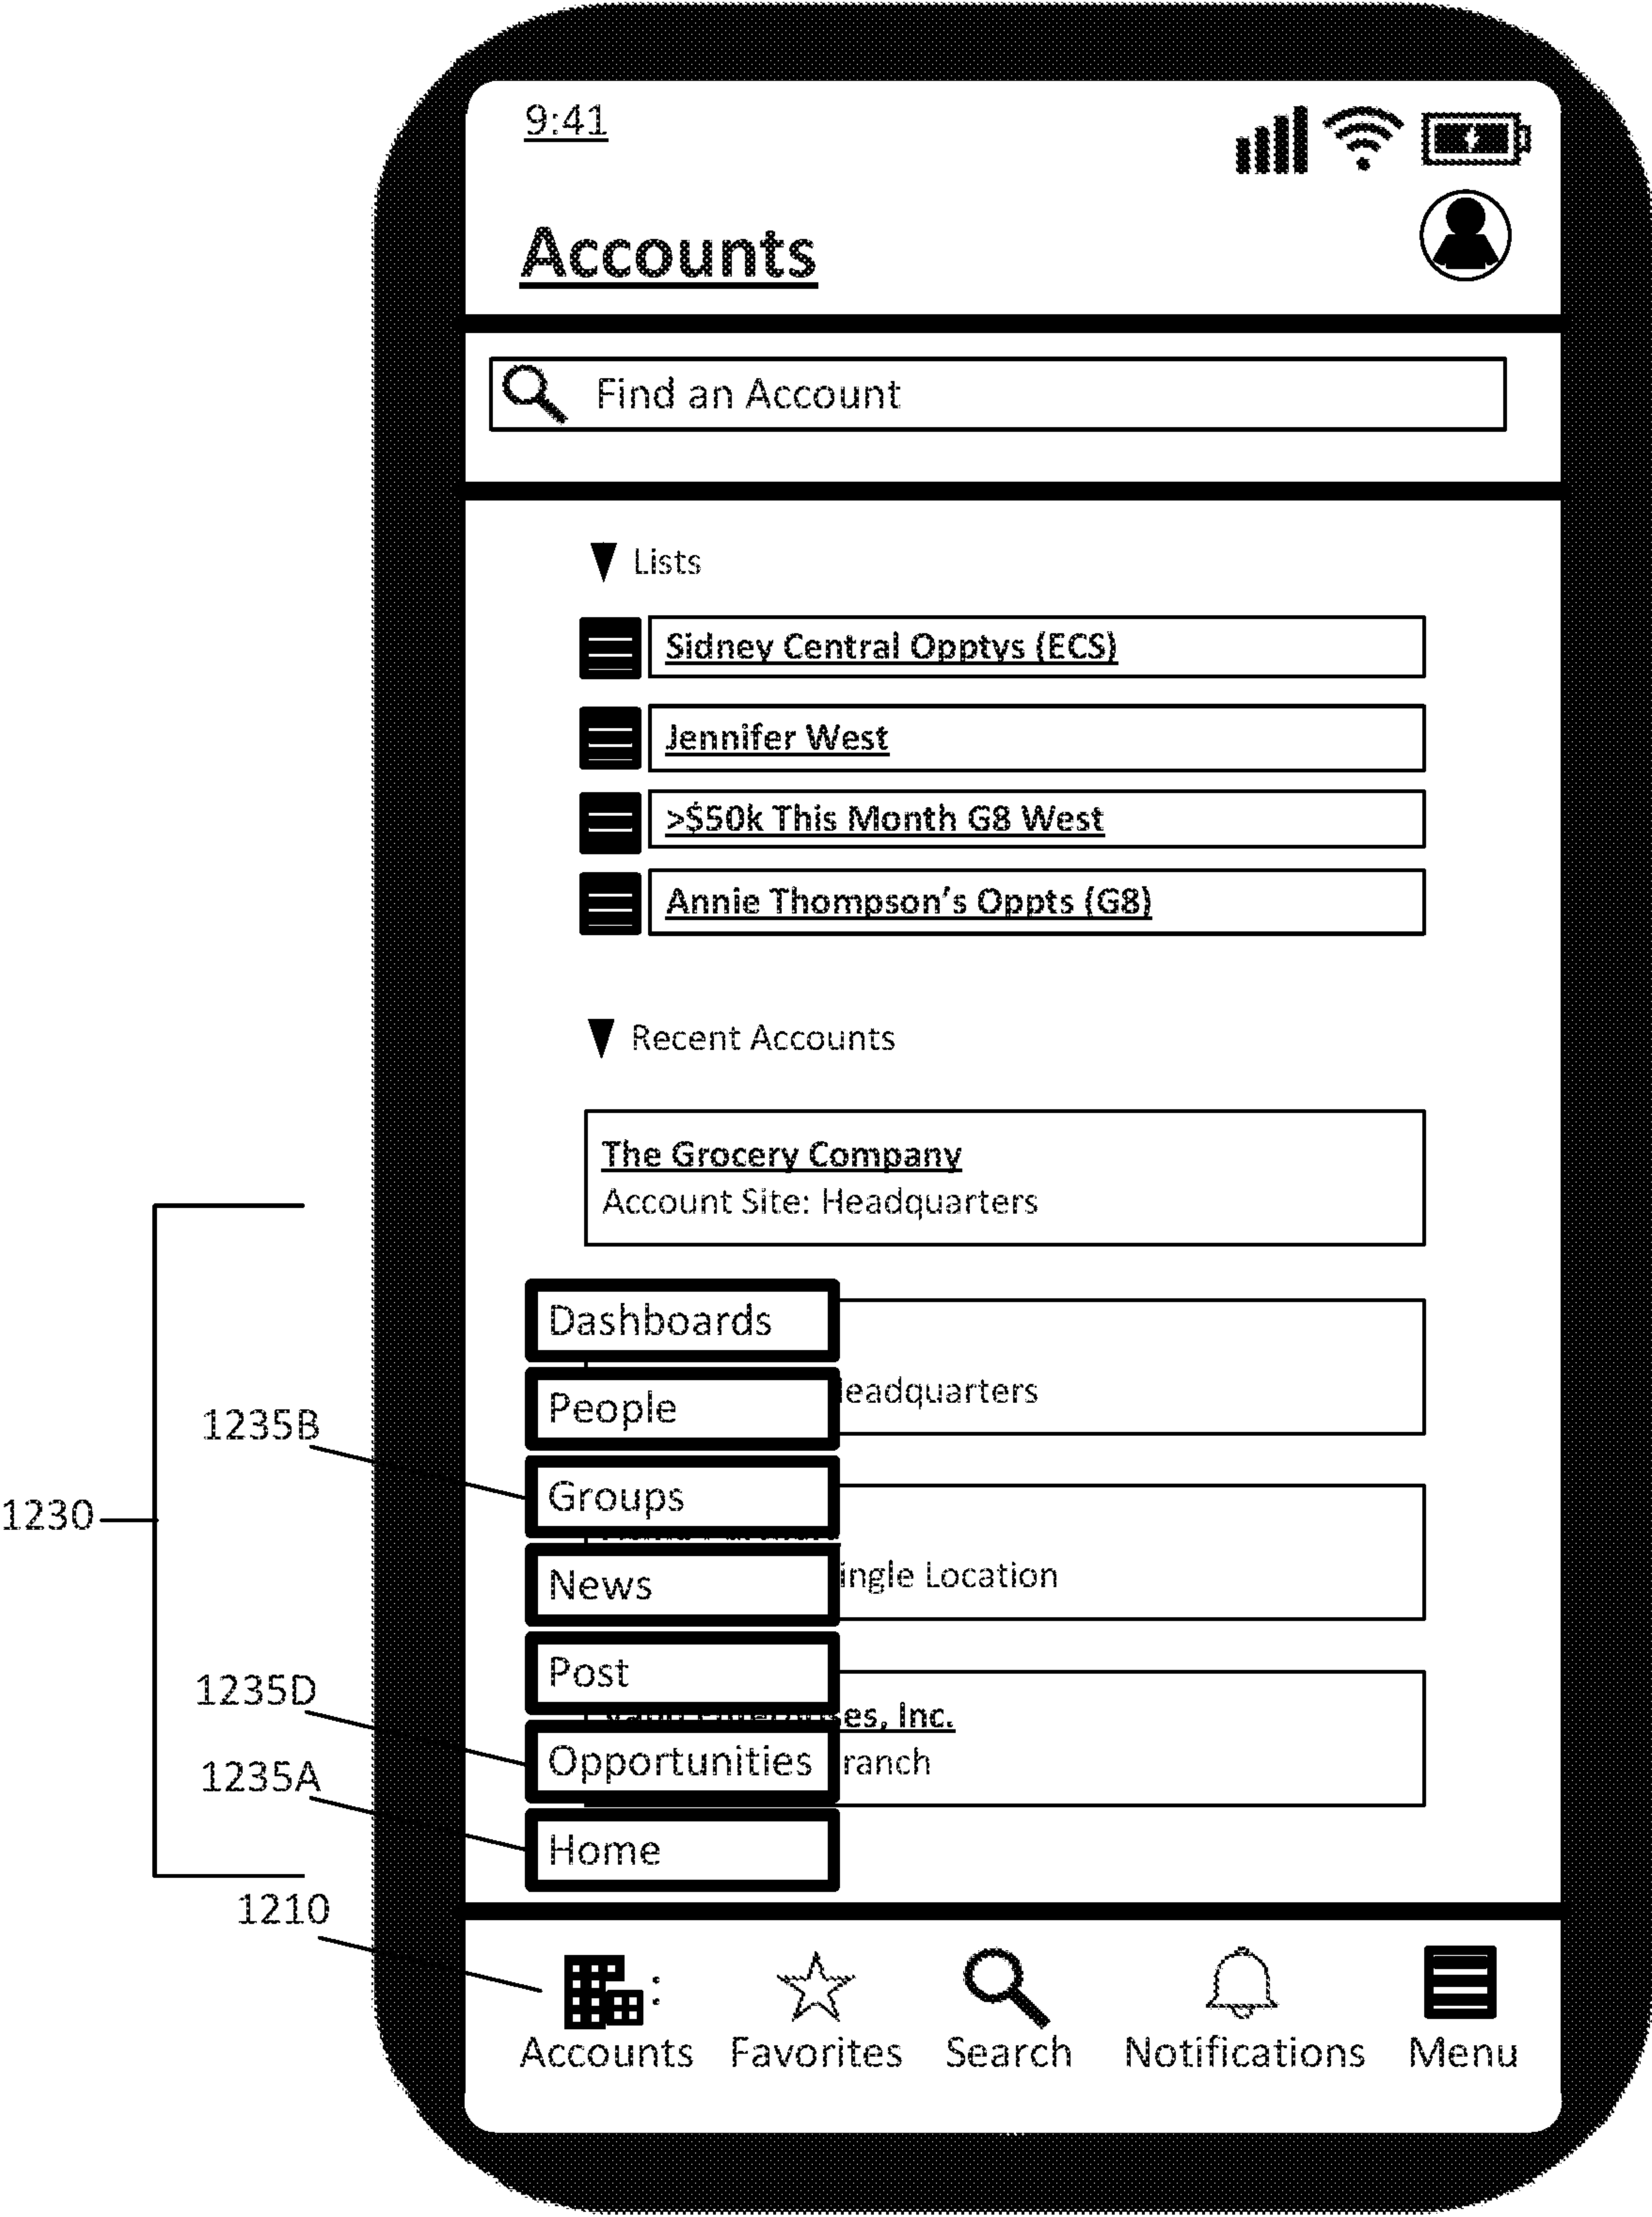 9:41
Accounts
Find an Account
Lists
Sidney Central Opptys (ECS)
Jennifer West
>$50k This Month G8 West
Annie Thompson's Oppts (G8)
Recent Accounts
The Grocery Company
Account Site: Headquarters
Dashboards
eadquarters
People
1235B
Groups
1230
ingle Location
News
Post
1235D
es, Inc.
Opportunities
ranch
1235A
Home
1210
Accounts Favorites Search Notifications Menu